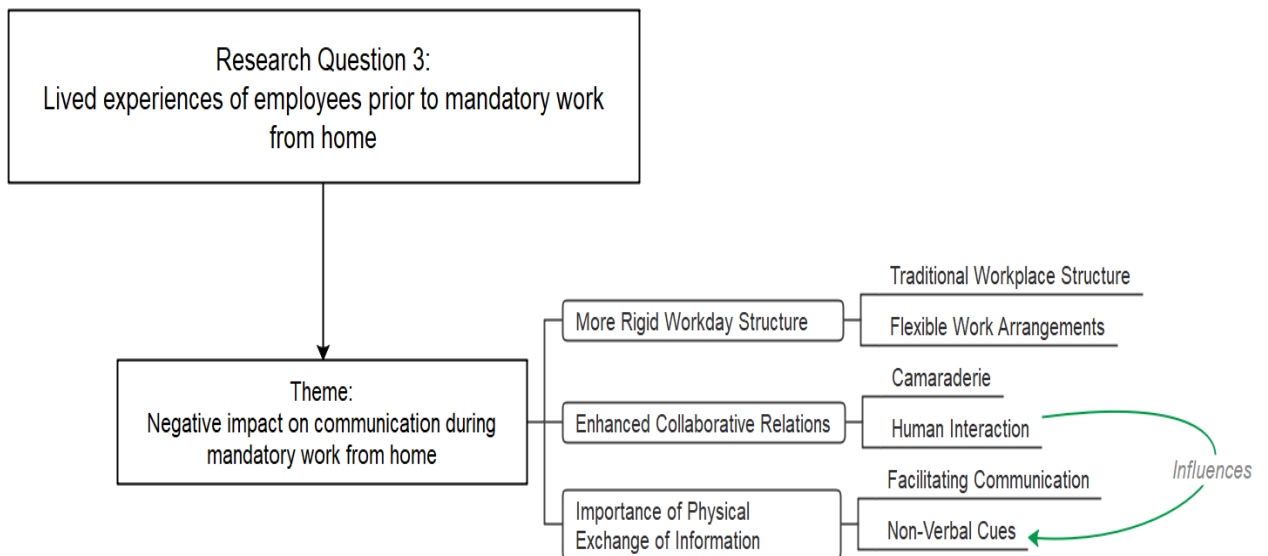 Research Question 3:
Lived experiences of employees prior to mandatory work
from home
Theme:
Negative impact on communication during
mandatory work from home
More Rigid Workday Structure
Traditional Workplace Structure
Flexible Work Arrangements
Enhanced Collaborative Relations
Camaraderie
Human Interaction
Importance of Physical
Exchange of Information
Facilitating Communication
Non-Verbal Cues
Influences